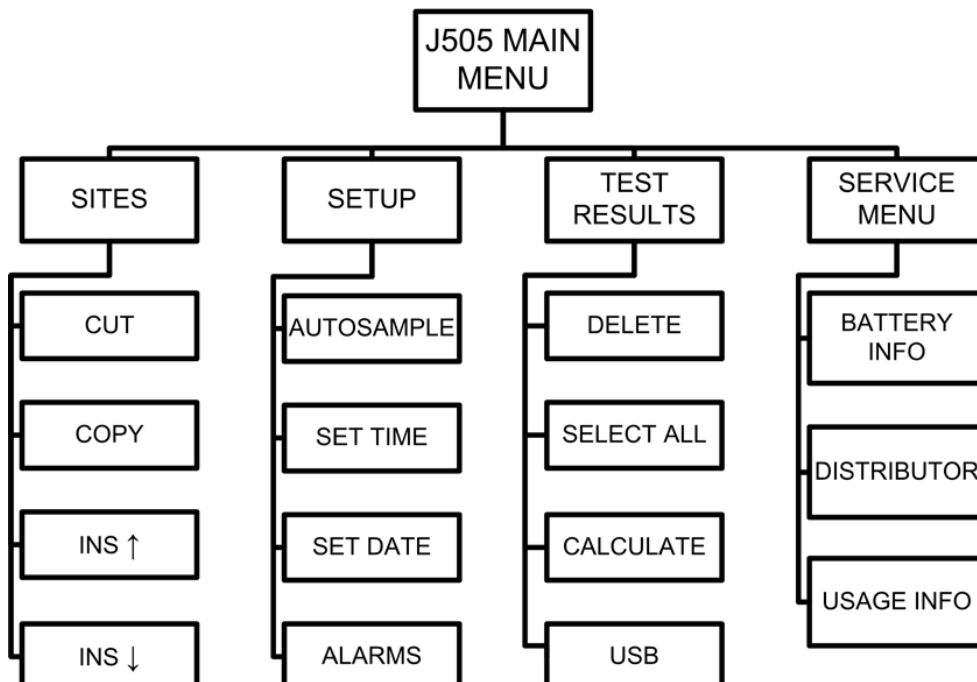 J505 MAIN
MENU
SITES
SETUP
TEST
RESULTS
SERVICE
MENU
CUT
COPY
INS ↑
INS ↓
AUTOSAMPLE
SET TIME
SET DATE
ALARMS
DELETE
SELECT ALL
CALCULATE
USB
BATTERY
INFO
DISTRIBUTOR
USAGE INFO